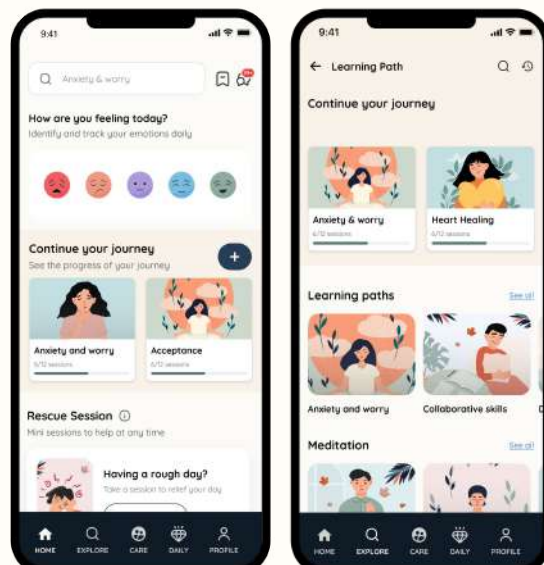 9:41
Anxiety & worry
How are you feeling today?
Identify and track your emotions daily
Continue your journey
See the progress of your journey
+
Anxiety and worry
6/12 sessions
Acceptance
6/12 sessions
Rescue Session
Mini sessions to help at any time
Having a rough day?
Take a session to relief your day
HOME
EXPLORE
CARE
DAILY
PROFILE
9:41
Learning Path
Continue your journey
Anxiety & worry
6/12 sessions
Heart Healing
6/12 sessions
Learning paths
See all
Anxiety and worry
Collaborative skills
D
Meditation
See all
HOME
EXPLORE
CARE
DAILY
PROFILE